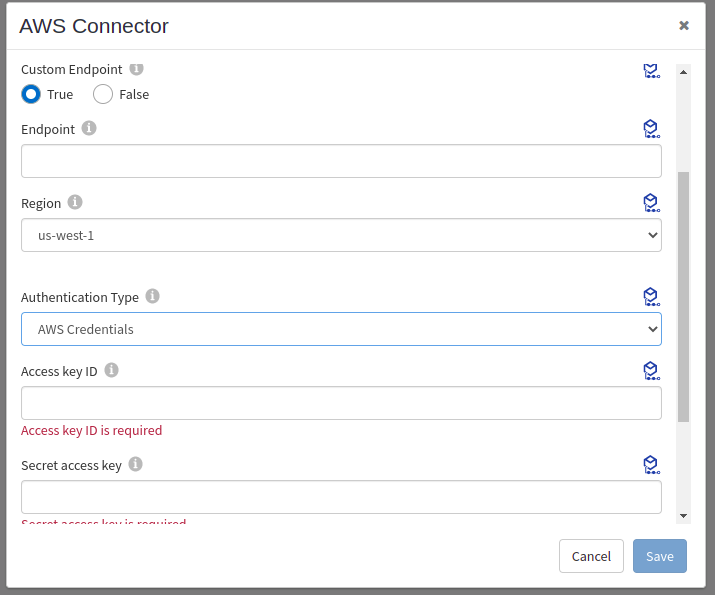 AWS Connector
Custom Endpoint
True False
Endpoint
Region
us-west-1
Authentication Type
AWS Credentials
Access key ID
Access key ID is required
Secret access key
Secret access key is required
Cancel Save